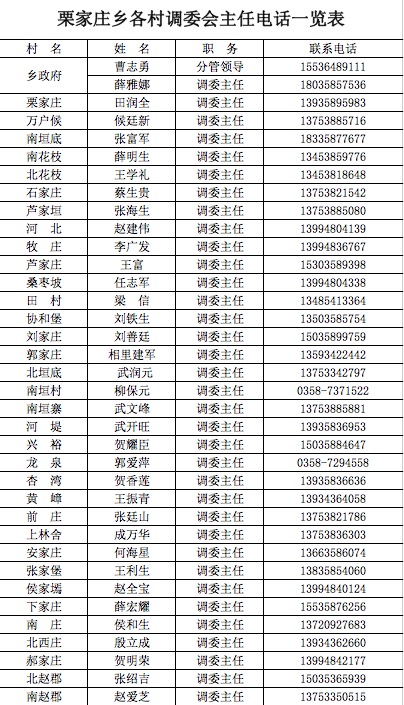 栗家庄乡各村调委会主任电话一览表
村 名 姓 名 职 务 联系电话
乡政府 曹志勇 分管领导 15536489111
薛雅娜 调委主任 18035857536
栗家庄 田润全 调委主任 13935895983
万户候 候廷新 调委主任 13753885716
南垣底 张富军 调委主任 18335877677
南花枝 薛明生 调委主任 13453859776
北花枝 王学礼 调委主任 13453818648
石家庄 蔡生贵 调委主任 13753821542
芦家垣 张海生 调委主任 13753885080
河 北 赵建伟 调委主任 13994804139
牧 庄 李广发 调委主任 13994836767
芦家庄 王富 调委主任 15303589398
桑枣坡 任志军 调委主任 13994804338
田 村 梁 信 调委主任 13485413364
协和堡 刘铁生 调委主任 13503585754
刘家庄 刘善廷 调委主任 15035899759
郭家庄 相里建军 调委主任 13593422442
北垣底 武润元 调委主任 13753342797
南垣村 柳保元 调委主任 0358-7371522
南垣寨 武文峰 调委主任 13753885881
河 堤 武开旺 调委主任 13935836953
兴 裕 贺耀臣 调委主任 15035884647
龙 泉 郭爱萍 调委主任 0358-7294558
杏 湾 贺香莲 调委主任 13935836636
黄 嶂 王振青 调委主任 13934364058
前 庄 张廷山 调委主任 13753821786
上林舍 成万华 调委主任 13753836303
安家庄 何海星 调委主任 13663586074
张家堡 王利生 调委主任 13835854060
侯家墕 赵全宝 调委主任 13994840124
下家庄 薛宏耀 调委主任 15535876256
南 庄 侯和生 调委主任 13720927683
北西庄 殷立成 调委主任 13934362660
郝家庄 贺明荣 调委主任 13994842177
北赵郡 张绍吉 调委主任 15035365939
南赵郡 赵爱芝 调委主任 13753350515